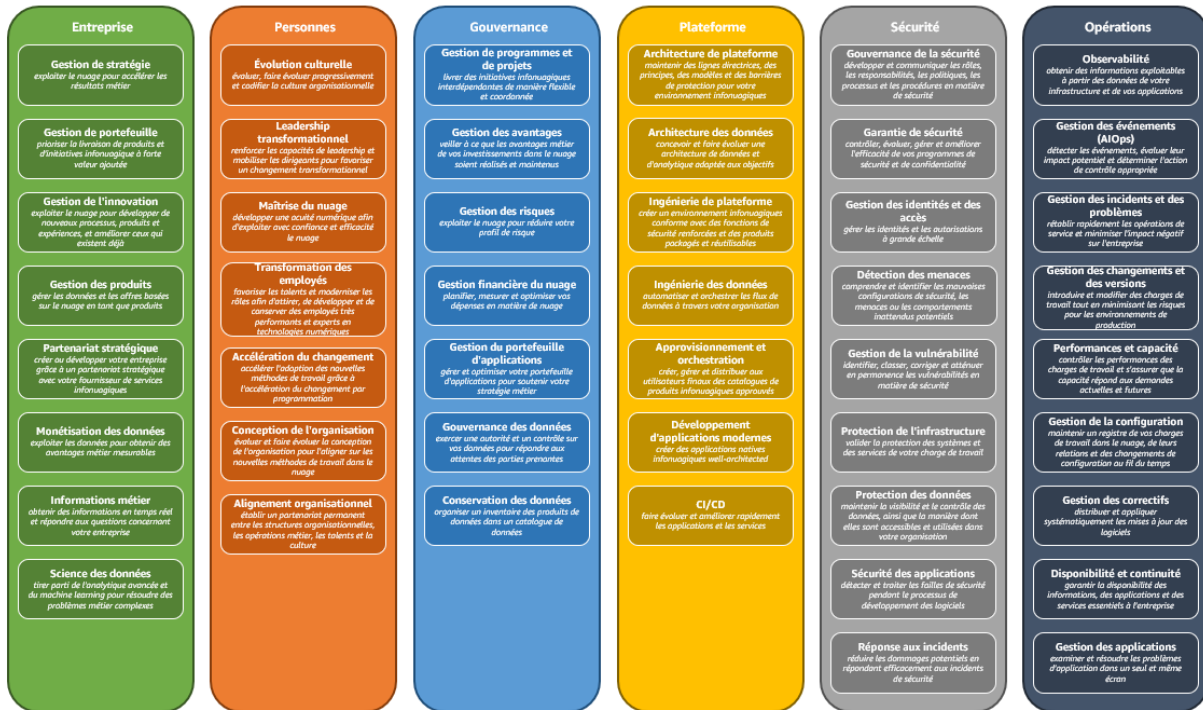 Entreprise
Gestion de stratégie
exploiter le nuage pour accélérer les
résultats métier
Gestion de portefeuille
prioriser la livraison de produits et
d'initiatives infonuagique à forte
valeur ajoutée
Gestion de l'innovation
exploiter le nuage pour développer de
nouveaux processus, produits et
expériences, et améliorer ceux qui
existent déjà
Gestion des produits
gérer les données et les offres basées
sur le nuage en tant que produits
Partenariat stratégique
créer ou développer votre entreprise
grâce à un partenariat stratégique
avec votre fournisseur de services
infonuagiques
Monétisation des données
exploiter les données pour obtenir des
avantages métier mesurables
Informations métier
obtenir des informations en temps réel
et répondre aux questions concernant
votre entreprise
Science des données
tirer parti de l'analytique avancée et
du machine learning pour résoudre des
problèmes métier complexes
Personnes
Évolution culturelle
évaluer, faire évoluer progressivement
et codifier la culture organisationnelle
Leadership
transformationnel
renforcer les capacités de leadership et
mobiliser les dirigeants pour favoriser
un changement transformationnel
Maîtrise du nuage
développer une acuité numérique afin
d'exploiter avec confiance et efficacité
le nuage
Transformation des
employés
favoriser les talents et moderniser les
rôles afin d'attirer, de développer et de
conserver des employés très
performants et experts en
technologies numériques
Accélération du changement
accélérer l'adoption des nouvelles
méthodes de travail grâce à
l'accélération du changement par
programmation
Conception de l'organisation
évaluer et faire évoluer la conception
de l'organisation pour l'aligner sur les
nouvelles méthodes de travail dans le
nuage
Alignement organisationnel
établir un partenariat permanent
entre les structures organisationnelles,
les opérations métier, les talents et la
culture
Gouvernance
Gestion de programmes et
de projets
livrer des initiatives infonuagiques
interdépendantes de manière flexible
et coordonnée
Gestion des avantages
veiller à ce que les avantages métier
de vos investissements dans le nuage
soient réalisés et maintenus
Gestion des risques
exploiter le nuage pour réduire votre
profil de risque
Gestion financière du nuage
planifier, mesurer et optimiser vos
dépenses en matière de nuage
Gestion du portefeuille
d'applications
gérer et optimiser votre portefeuille
d'applications pour soutenir votre
stratégie métier
Gouvernance des données
exercer une autorité et un contrôle sur
vos données pour répondre aux
attentes des parties prenantes
Conservation des données
organiser un inventaire des produits de
données dans un catalogue de
données
Plateforme
Architecture de plateforme
maintenir des lignes directrices, des
principes, des modèles et des barrières
de protection pour votre
environnement infonuagiques
Architecture des données
concevoir et faire évoluer une
architecture de données et
d'analytique adaptée aux objectifs
Ingénierie de plateforme
créer un environnement infonuagiques
conforme avec des fonctions de
sécurité renforcées et des produits
packagés et réutilisables
Ingénierie des données
automatiser et orchestrer les flux de
données à travers votre organisation
Approvisionnement et
orchestration
créer, gérer et distribuer aux
utilisateurs finaux des catalogues de
produits infonuagiques approuvés
Développement
d'applications modernes
créer des applications natives
infonuagiques well-architected
CI/CD
faire évoluer et améliorer rapidement
les applications et les services
Sécurité
Gouvernance de la sécurité
développer et communiquer les rôles,
les responsabilités, les politiques, les
processus et les procédures en matière
de sécurité
Garantie de sécurité
contrôler, évaluer, gérer et améliorer
l'efficacité de vos programmes de
sécurité et de confidentialité
Gestion des identités et des
accès
gérer les identités et les autorisations
à grande échelle
Détection des menaces
comprendre et identifier les mauvaises
configurations de sécurité, les
menaces ou les comportements
inattendus potentiels
Gestion de la vulnérabilité
identifier, classer, corriger et atténuer
en permanence les vulnérabilités en
matière de sécurité
Protection de l'infrastructure
valider la protection des systèmes et
des services de votre charge de travail
Protection des données
maintenir la visibilité et le contrôle des
données, ainsi que la manière dont
elles sont accessibles et utilisées dans
votre organisation
Sécurité des applications
détecter et traiter les failles de sécurité
pendant le processus de
développement des logiciels
Réponse aux incidents
réduire les dommages potentiels en
répondant efficacement aux incidents
de sécurité
Opérations
Observabilité
obtenir des informations exploitables
à partir des données de votre
infrastructure et de vos applications
Gestion des événements
(AIOps)
détecter les événements, évaluer leur
impact potentiel et déterminer l'action
de contrôle appropriée
Gestion des incidents et des
problèmes
rétablir rapidement les opérations de
service et minimiser l'impact négatif
sur l'entreprise
Gestion des changements et
des versions
introduire et modifier des charges de
travail tout en minimisant les risques
pour les environnements de
production
Performances et capacité
contrôler les performances des
charges de travail et s'assurer que la
capacité répond aux demandes
actuelles et futures
Gestion de la configuration
maintenir un registre de vos charges
de travail dans le nuage, de leurs
relations et des changements de
configuration au fil du temps
Gestion des correctifs
distribuer et appliquer
systématiquement les mises à jour des
logiciels
Disponibilité et continuité
garantir la disponibilité des
informations, des applications et des
services essentiels à l'entreprise
Gestion des applications
examiner et résoudre les problèmes
d'application dans un seul et même
écran